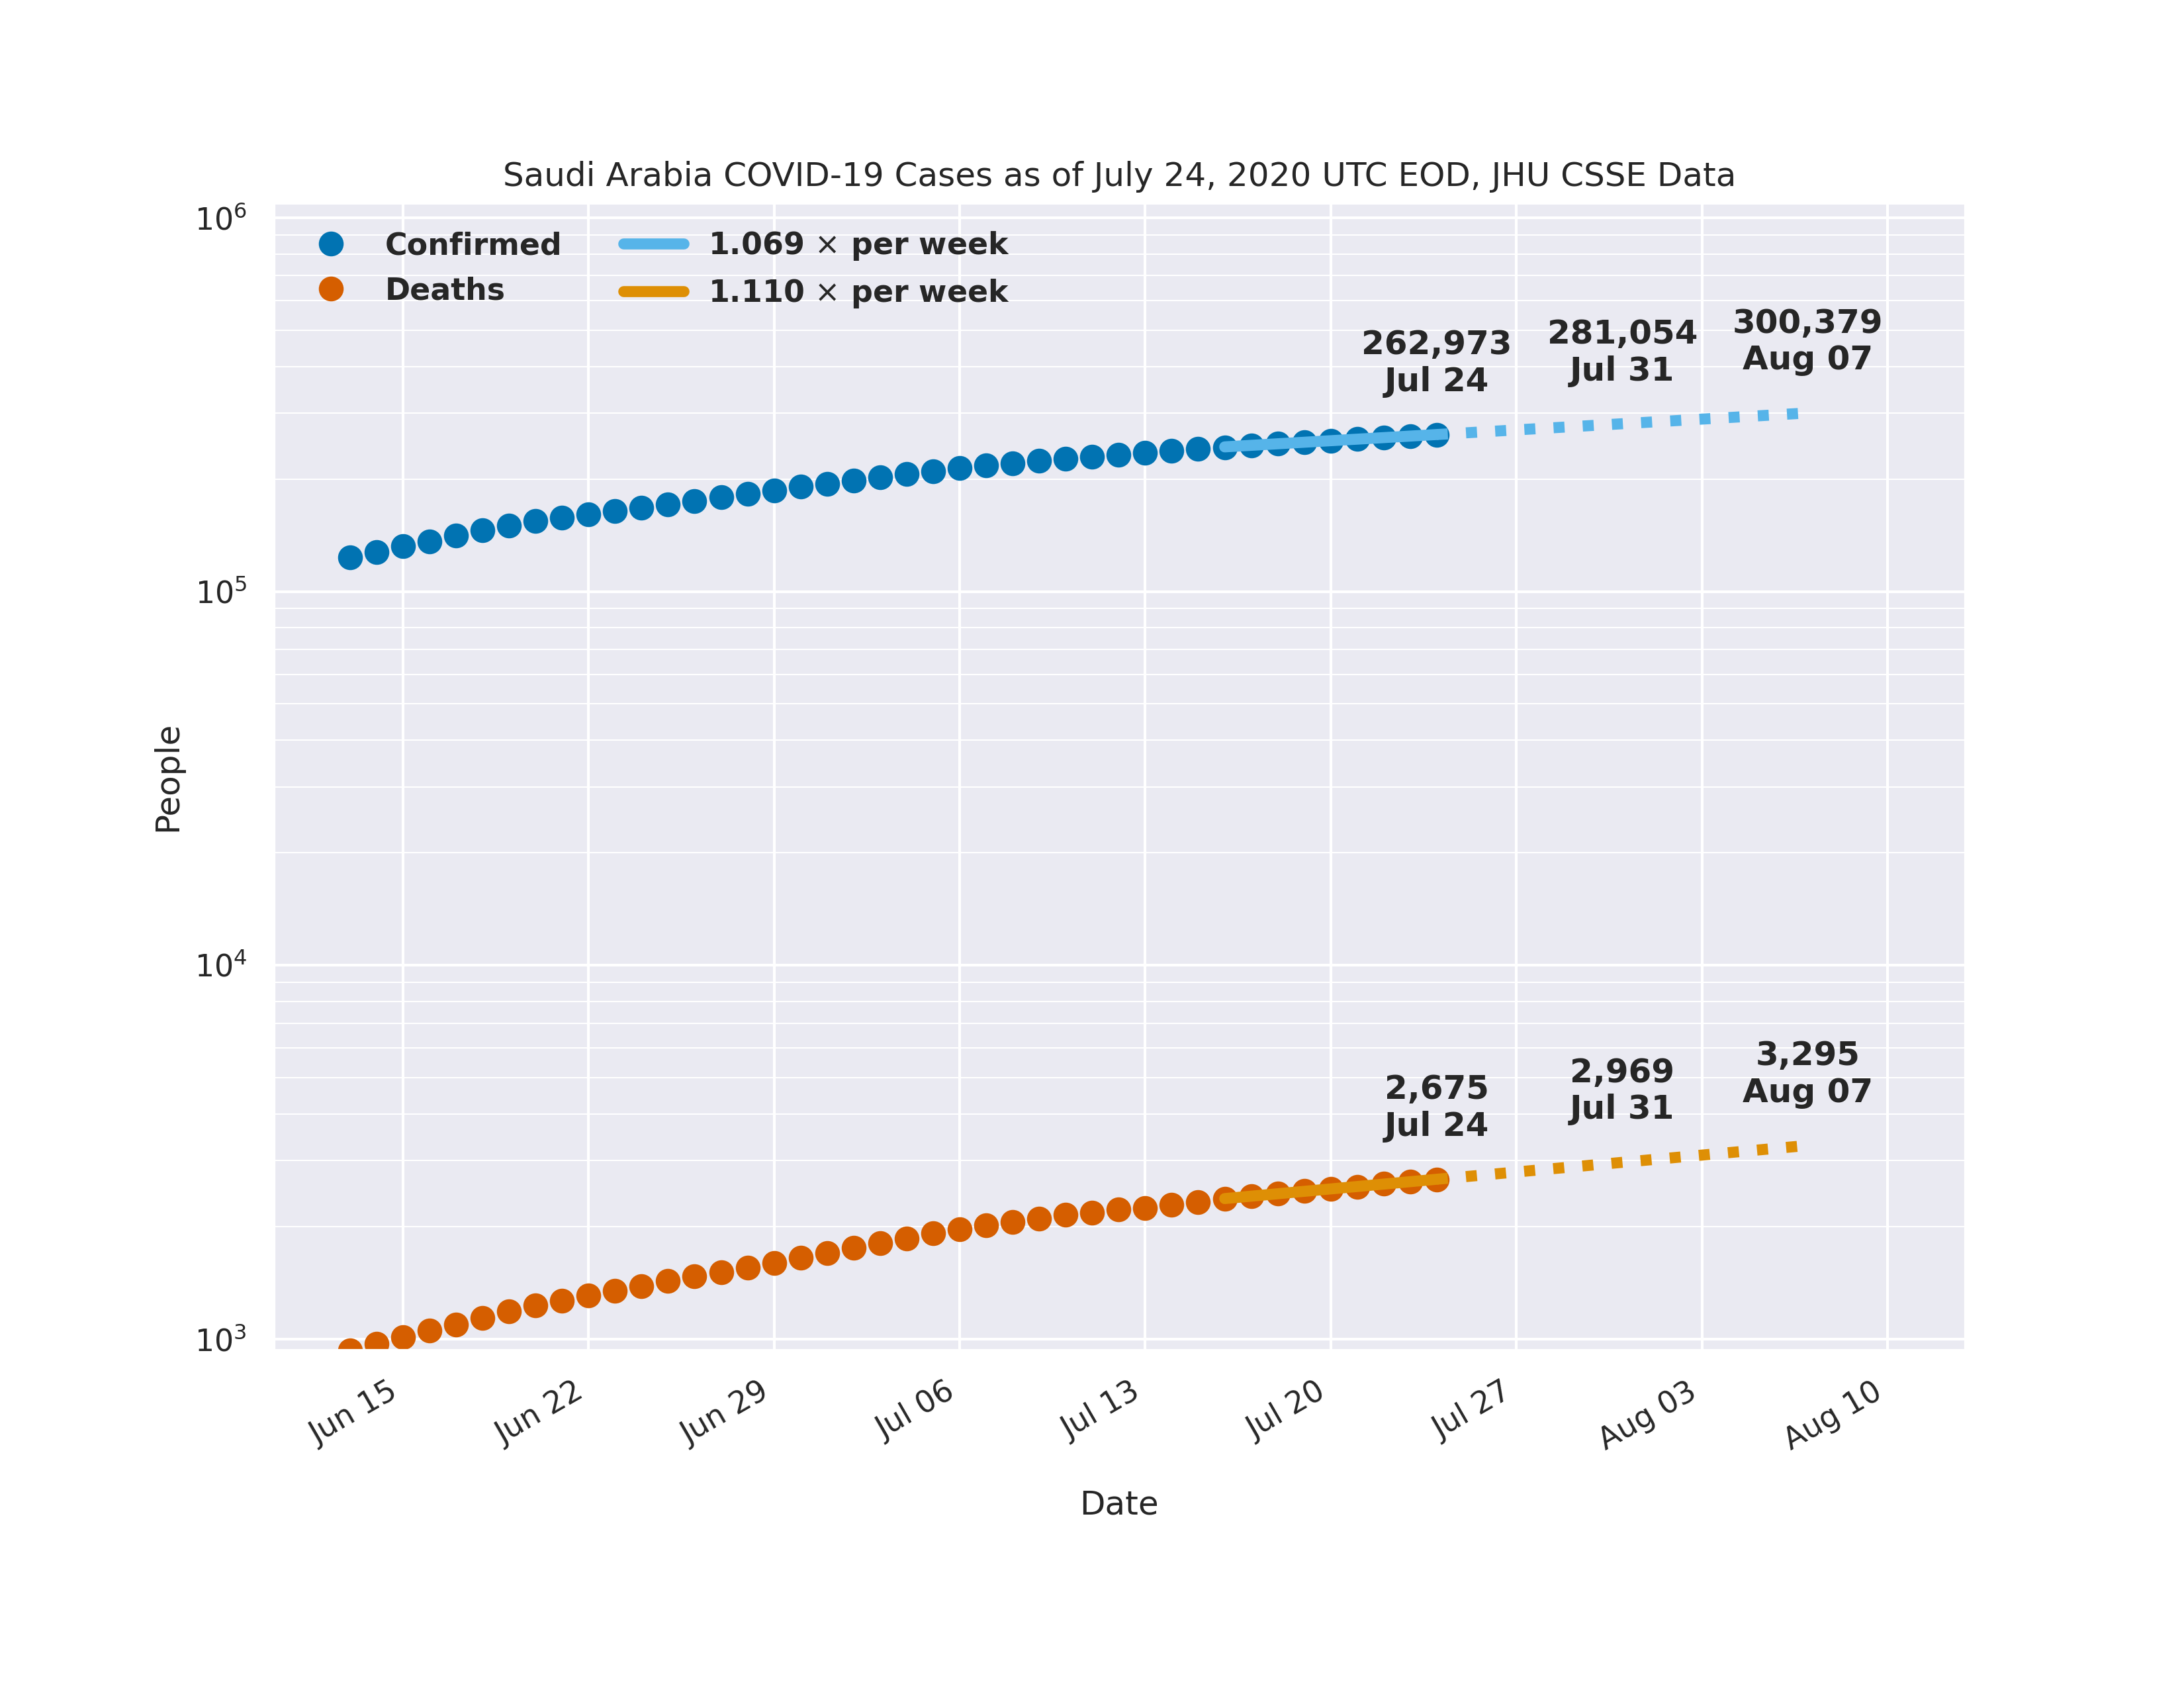 Saudi Arabia COVID-19 Cases as of July 24, 2020 UTC EOD, JHU CSSE Data
Confirmed
Deaths
1.069 × per week
1.110 × per week
262,973
Jul 24
281,054
Jul 31
300,379
Aug 07
2,675
Jul 24
2,969
Jul 31
3,295
Aug 07
10⁶
10⁵
10⁴
10³
People
Jun 15
Jun 22
Jun 29
Jul 06
Jul 13
Jul 20
Jul 27
Aug 03
Aug 10
Date